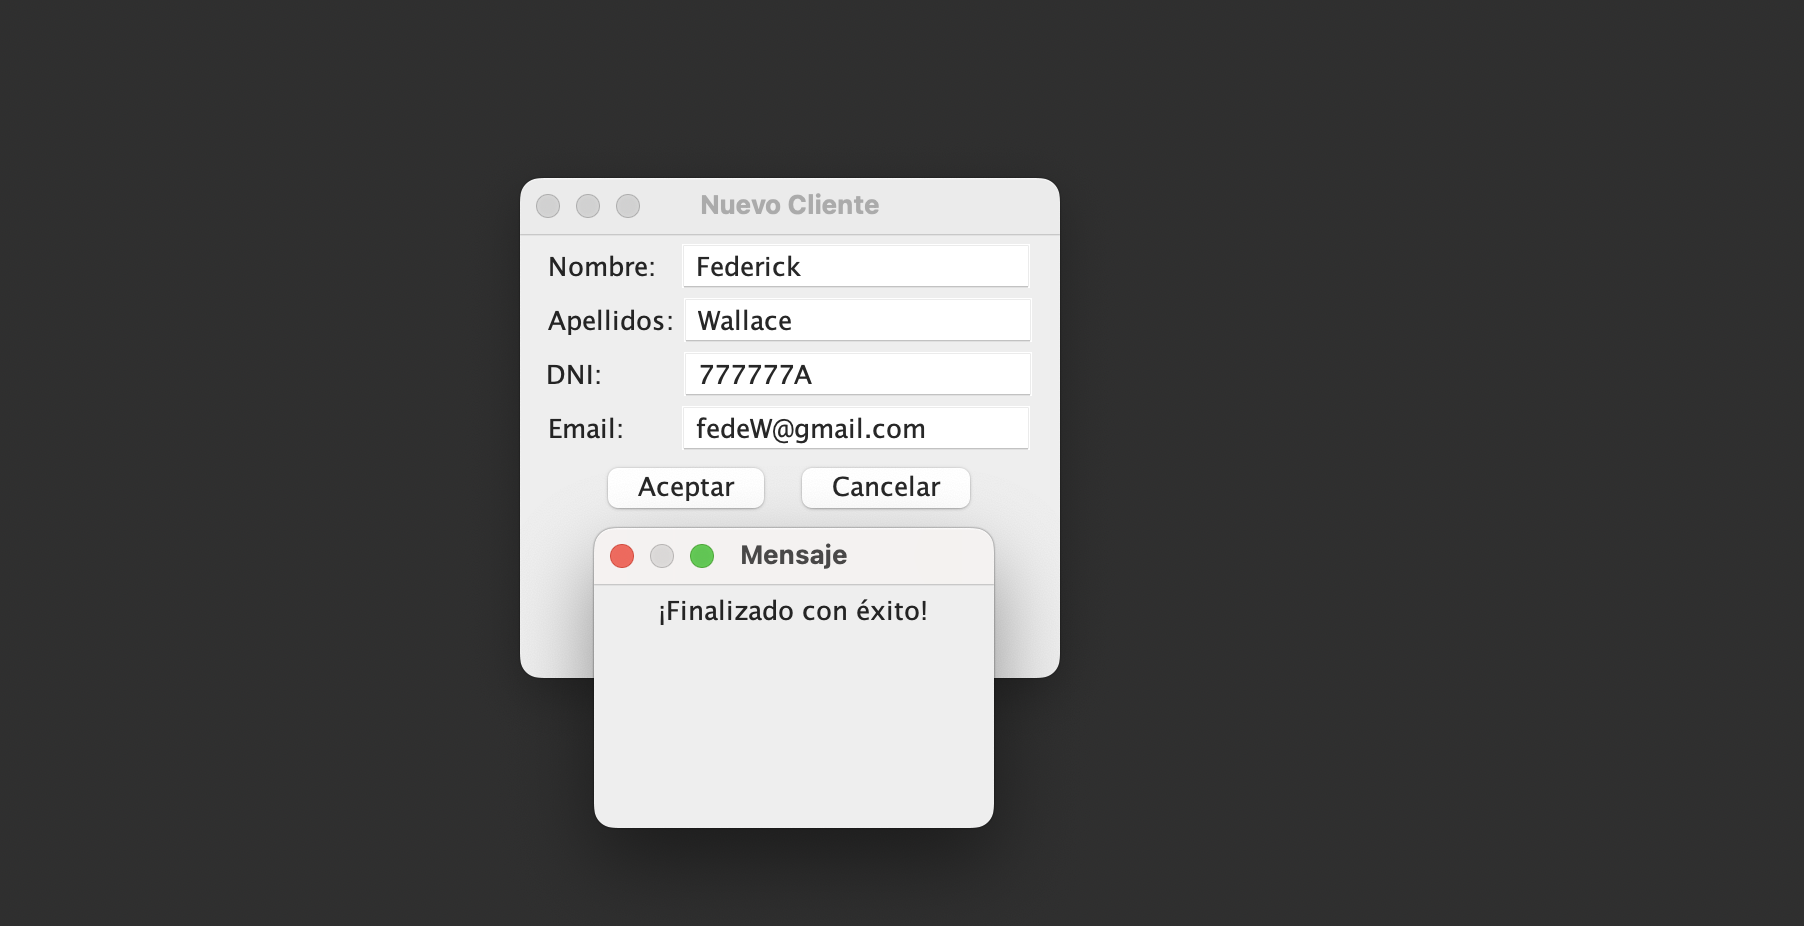 Nuevo Cliente
Nombre: Federick
Apellidos: Wallace
DNI: 777777A
Email: fedeW@gmail.com
Aceptar Cancelar
Mensaje
¡Finalizado con éxito!